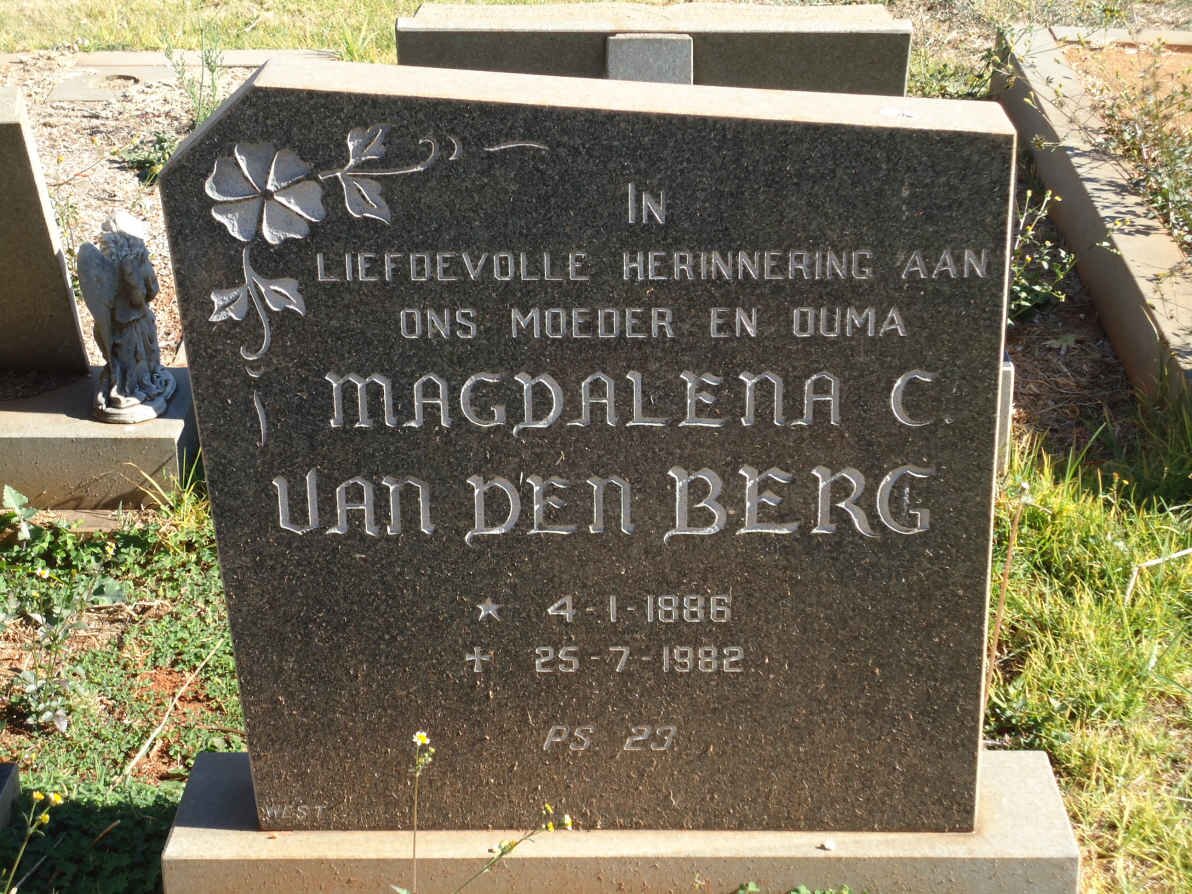 IN
LIEFDEVOLLE HERINNERING AAN
ONS MOEDER EN OUMA
MAGDALENA C.
VAN DEN BERG
★ 4-1-1886
+ 25-7-1982
PS 23
WEST